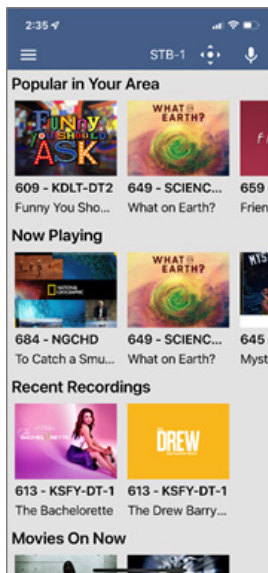 2:35
STB-1
Popular in Your Area
Funny
YOU SHOULD
ASK
WHAT ON
EARTH?
609 - KDLT-DT2
649 - SCIENC...
659
Funny You Sho...
What on Earth?
Frien
Now Playing
NATIONAL
GEOGRAPHIC
WHAT ON
EARTH?
MYS
684 - NGCHD
649 - SCIENC...
645
To Catch a Smu...
What on Earth?
Myst
Recent Recordings
BACHELORETTE
DREW
613 - KSFY-DT-1
613 - KSFY-DT-1
The Bachelorette
The Drew Barry...
Movies On Now